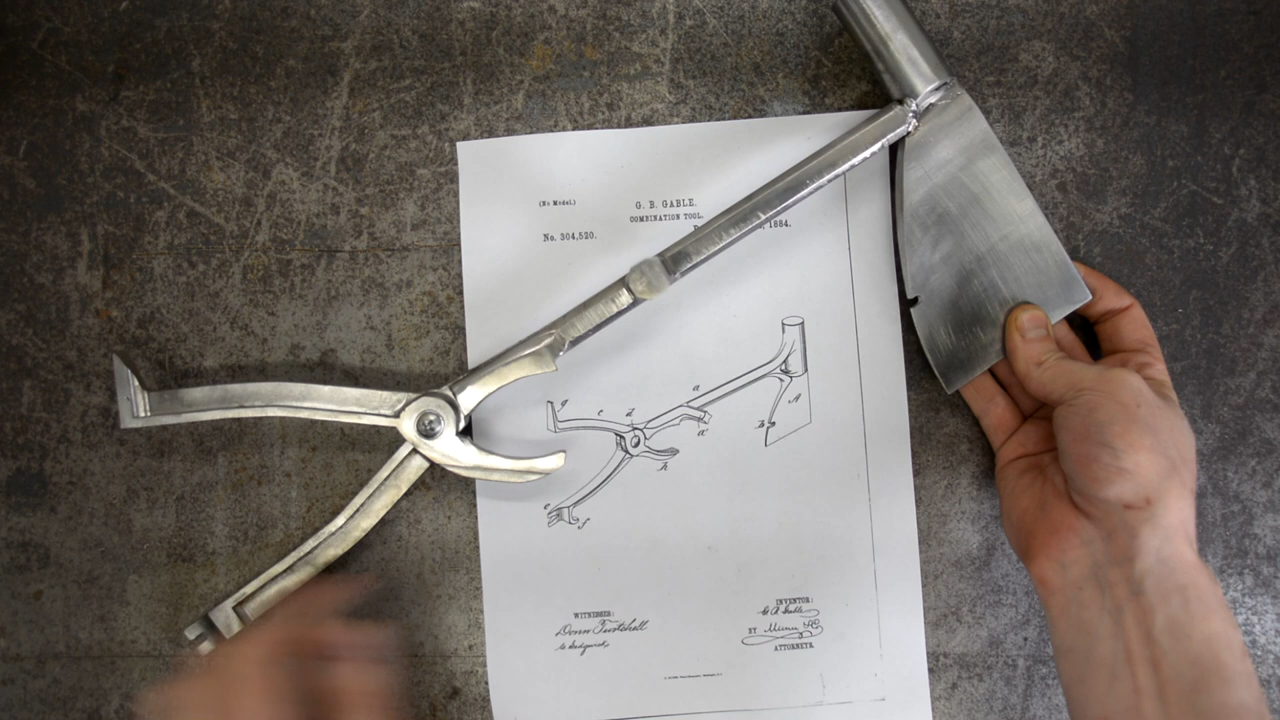 (No Model.)
G. B. GABLE.
COMBINATION TOOL.
No. 304,520.
1884.
a
g
c
d
a'
A
b
h
e
f
WITNESSES:
INVENTOR:
BY
ATTORNEYS